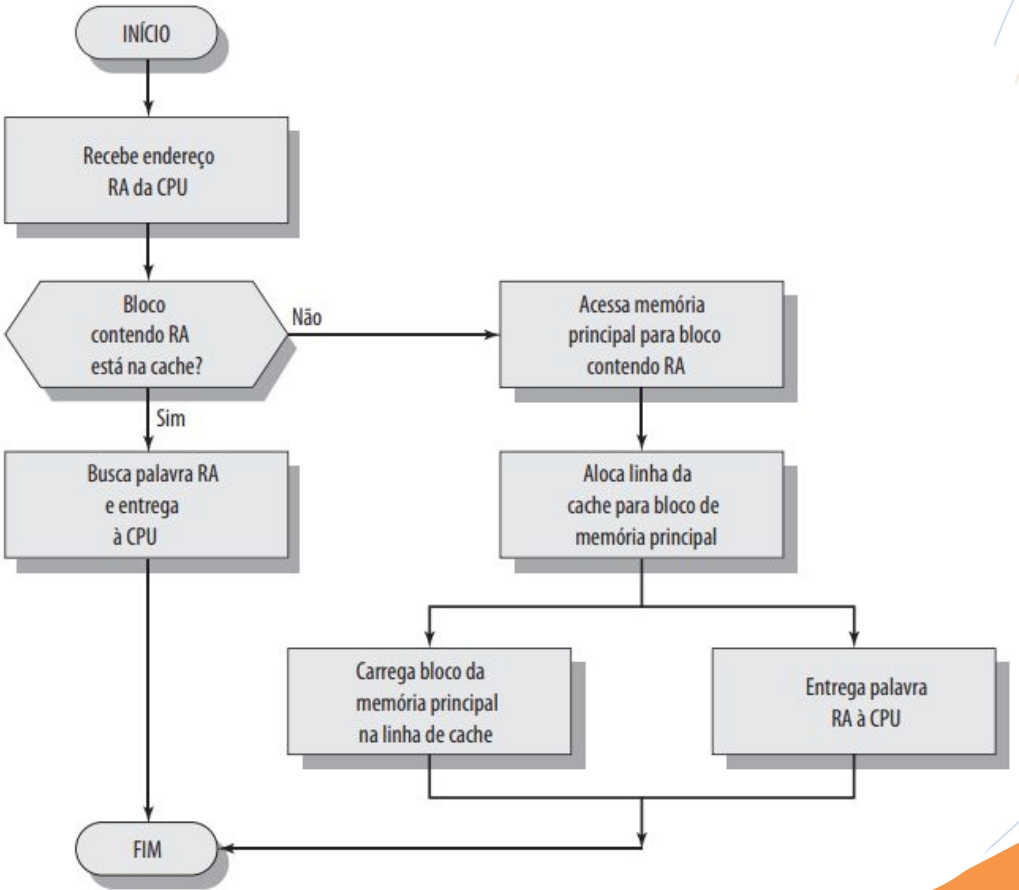 INÍCIO
Recebe endereço
RA da CPU
Bloco
contendo RA
está na cache?
Não
Acessa memória
principal para bloco
contendo RA
Sim
Busca palavra RA
e entrega
à CPU
Aloca linha da
cache para bloco de
memória principal
Carrega bloco da
memória principal
na linha de cache
Entrega palavra
RA à CPU
FIM